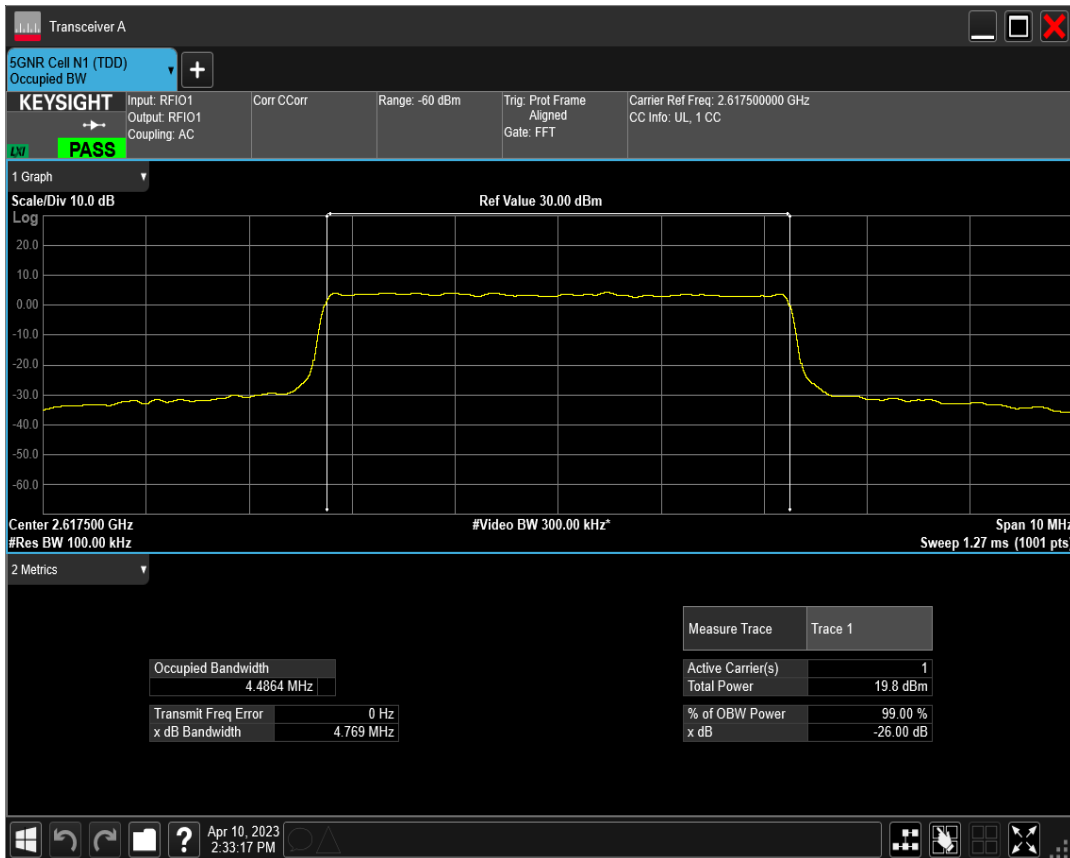 Transceiver A
5GNR Cell N1 (TDD)
Occupied BW
+
KEYSIGHT
LXI
PASS
Input: RFIO1
Output: RFIO1
Coupling: AC
Corr CCorr
Range: -60 dBm
Trig: Prot Frame
Aligned
Gate: FFT
Carrier Ref Freq: 2.617500000 GHz
CC Info: UL, 1 CC
1 Graph
Scale/Div 10.0 dB
Ref Value 30.00 dBm
Log
20.0
10.0
0.00
-10.0
-20.0
-30.0
-40.0
-50.0
-60.0
Center 2.617500 GHz
#Video BW 300.00 kHz*
Span 10 MHz
#Res BW 100.00 kHz
Sweep 1.27 ms (1001 pts)
2 Metrics
Measure Trace Trace 1
Occupied Bandwidth
4.4864 MHz
Active Carrier(s) 1
Total Power 19.8 dBm
Transmit Freq Error 0 Hz
x dB Bandwidth 4.769 MHz
% of OBW Power 99.00 %
x dB -26.00 dB
?
Apr 10, 2023
2:33:17 PM